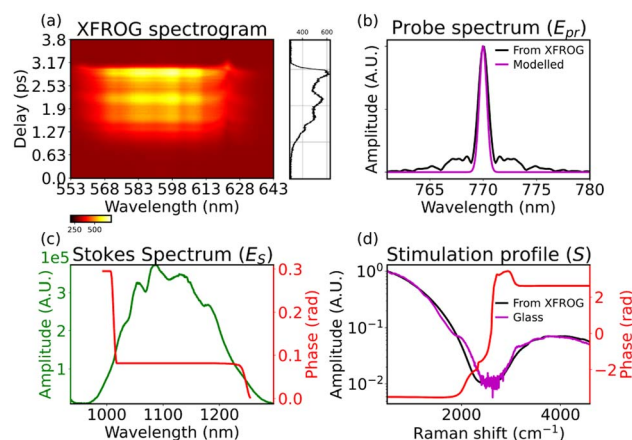 (a) XFROG spectrogram
Delay (ps)
3.8
3.17
2.53
1.9
1.27
0.63
0.0
553 568 583 598 613 628 643
Wavelength (nm)
250 500
400 600
(b) Probe spectrum (Epr)
Amplitude (A.U.)
From XFROG
Modelled
765 770 775 780
Wavelength (nm)
(c) Stokes Spectrum (ES)
1e5
Amplitude (A.U.)
3
2
1
1000 1100 1200
Wavelength (nm)
0.3
0.2
0.1
0.0
Phase (rad)
(d) Stimulation profile (S)
Amplitude (A.U.)
10⁰
10⁻¹
10⁻²
From XFROG
Glass
2000 4000
Raman shift (cm⁻¹)
2
0
−2
Phase (rad)